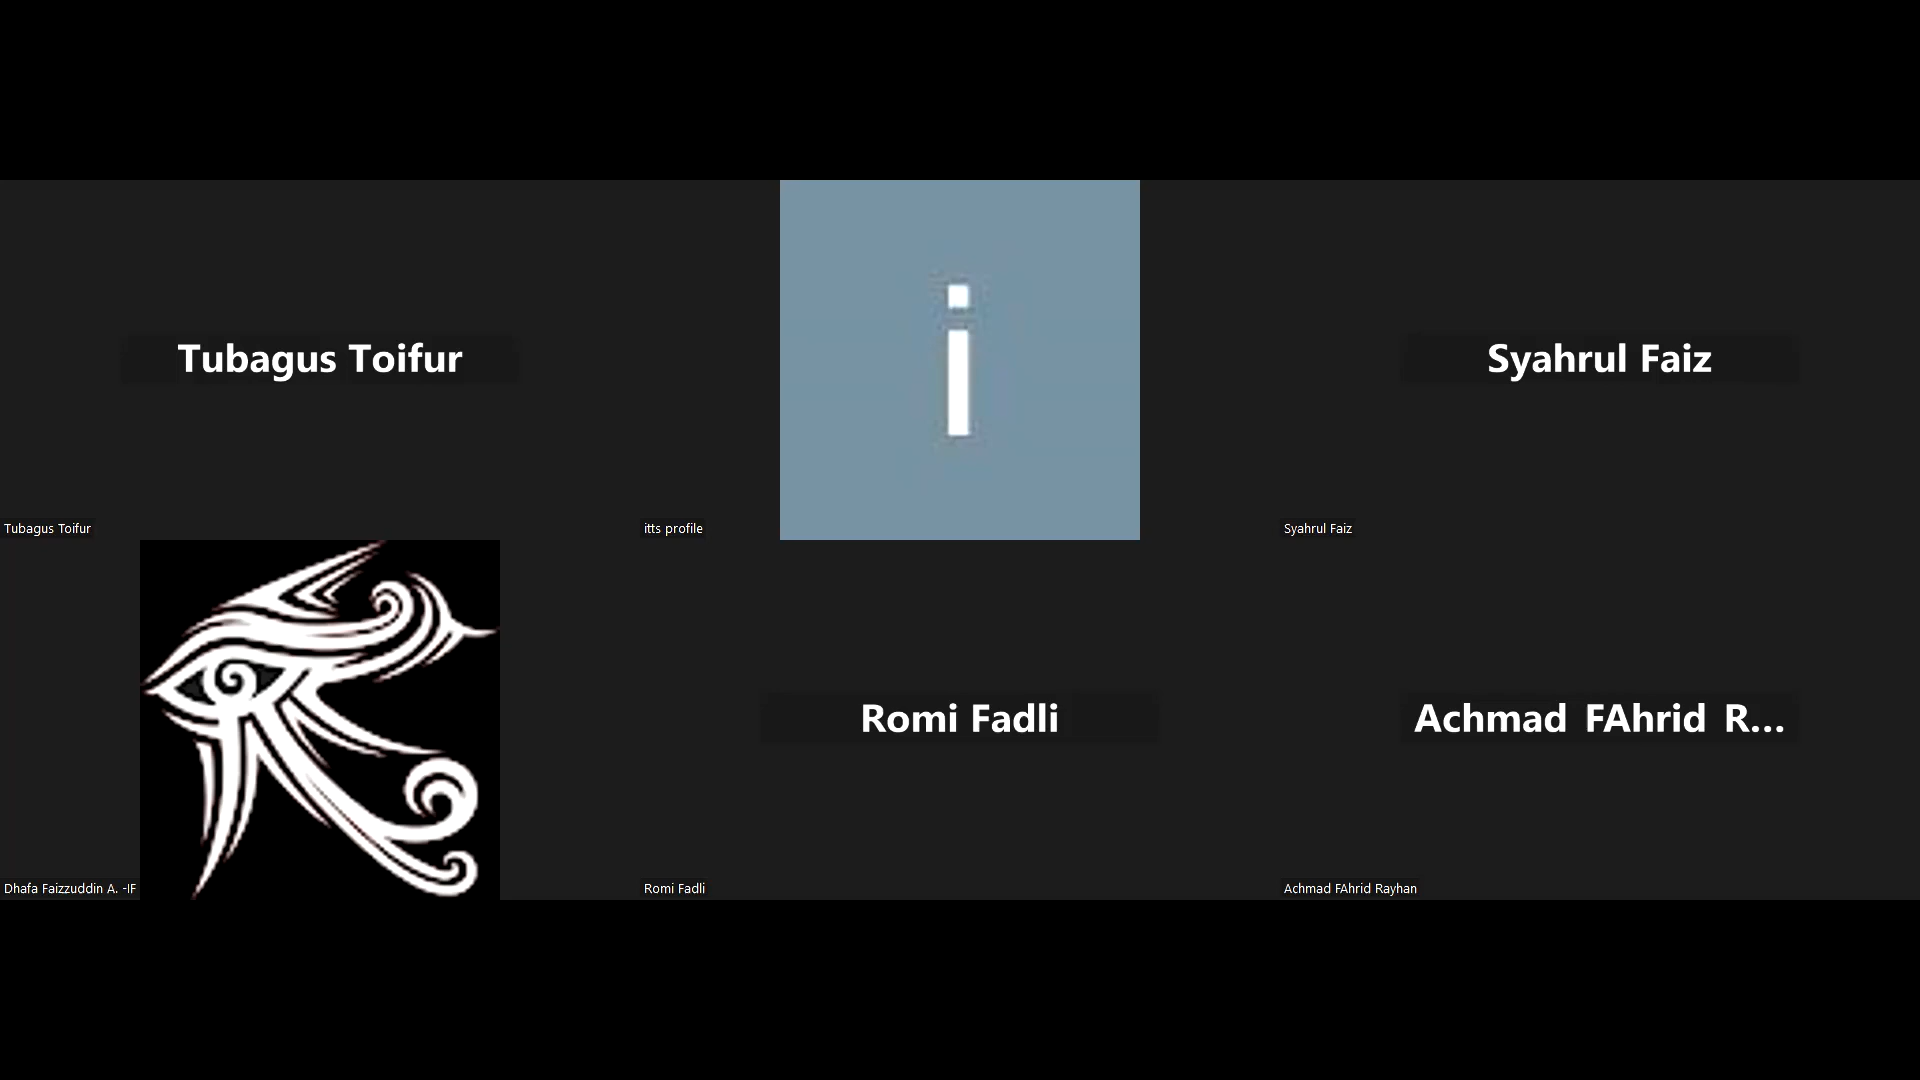 Tubagus Toifur
i
Syahrul Faiz
Tubagus Toifur
itts profile
Syahrul Faiz
Romi Fadli
Achmad FAhrid R...
Dhafa Faizzuddin A. -IF
Romi Fadli
Achmad FAhrid Rayhan